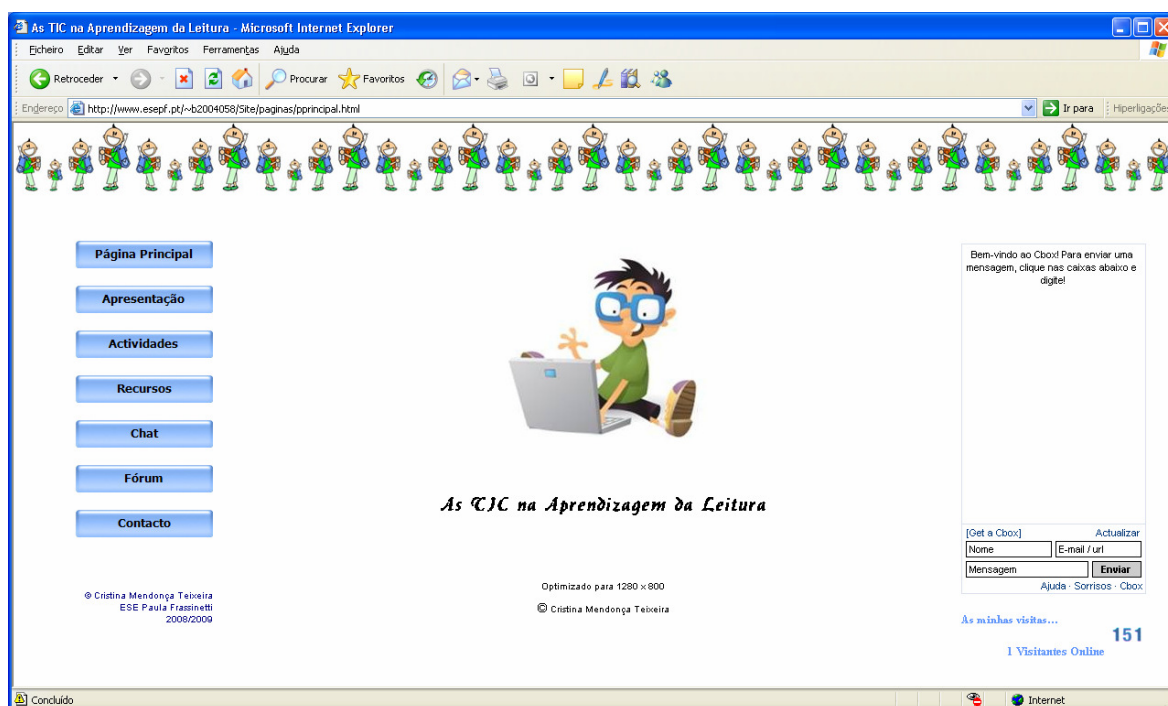 As TIC na Aprendizagem da Leitura - Microsoft Internet Explorer
Ficheiro Editar Ver Favoritos Ferramentas Ajuda
Retroceder Procurar Favoritos
Endereço http://www.esepf.pt/~b2004058/Site/paginas/pprincipal.html Ir para Hiperligações
Página Principal
Apresentação
Actividades
Recursos
Chat
Fórum
Contacto
© Cristina Mendonça Teixeira
ESE Paula Frassinetti
2008/2009
As TIC na Aprendizagem da Leitura
Optimizado para 1280 x 800
© Cristina Mendonça Teixeira
Bem-vindo ao Cbox! Para enviar uma
mensagem, clique nas caixas abaixo e
digite!
[Get a Cbox] Actualizar
Nome E-mail / url
Mensagem Enviar
Ajuda · Sorrisos · Cbox
As minhas visitas...
151
1 Visitantes Online
Concluído Internet